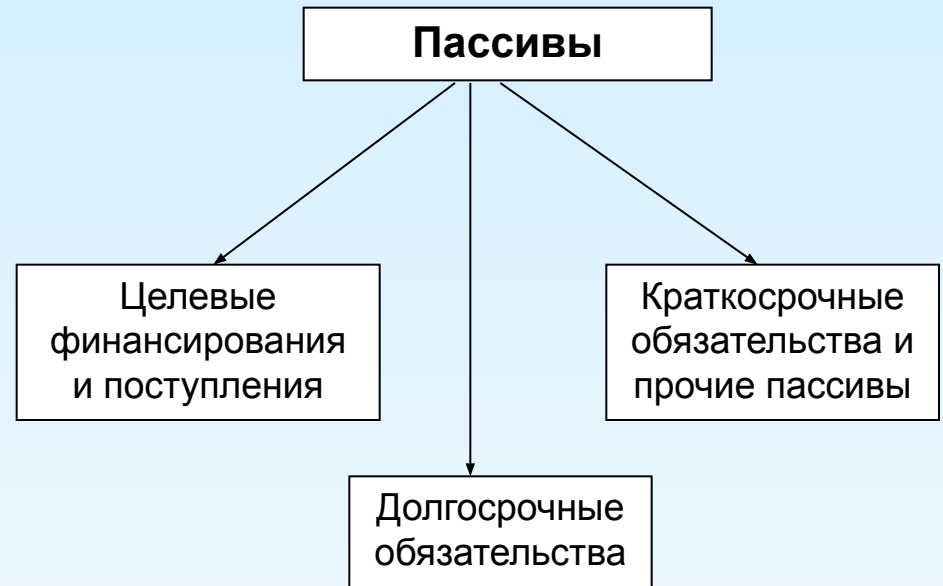 Пассивы
Целевые
финансирования
и поступления
Краткосрочные
обязательства и
прочие пассивы
Долгосрочные
обязательства